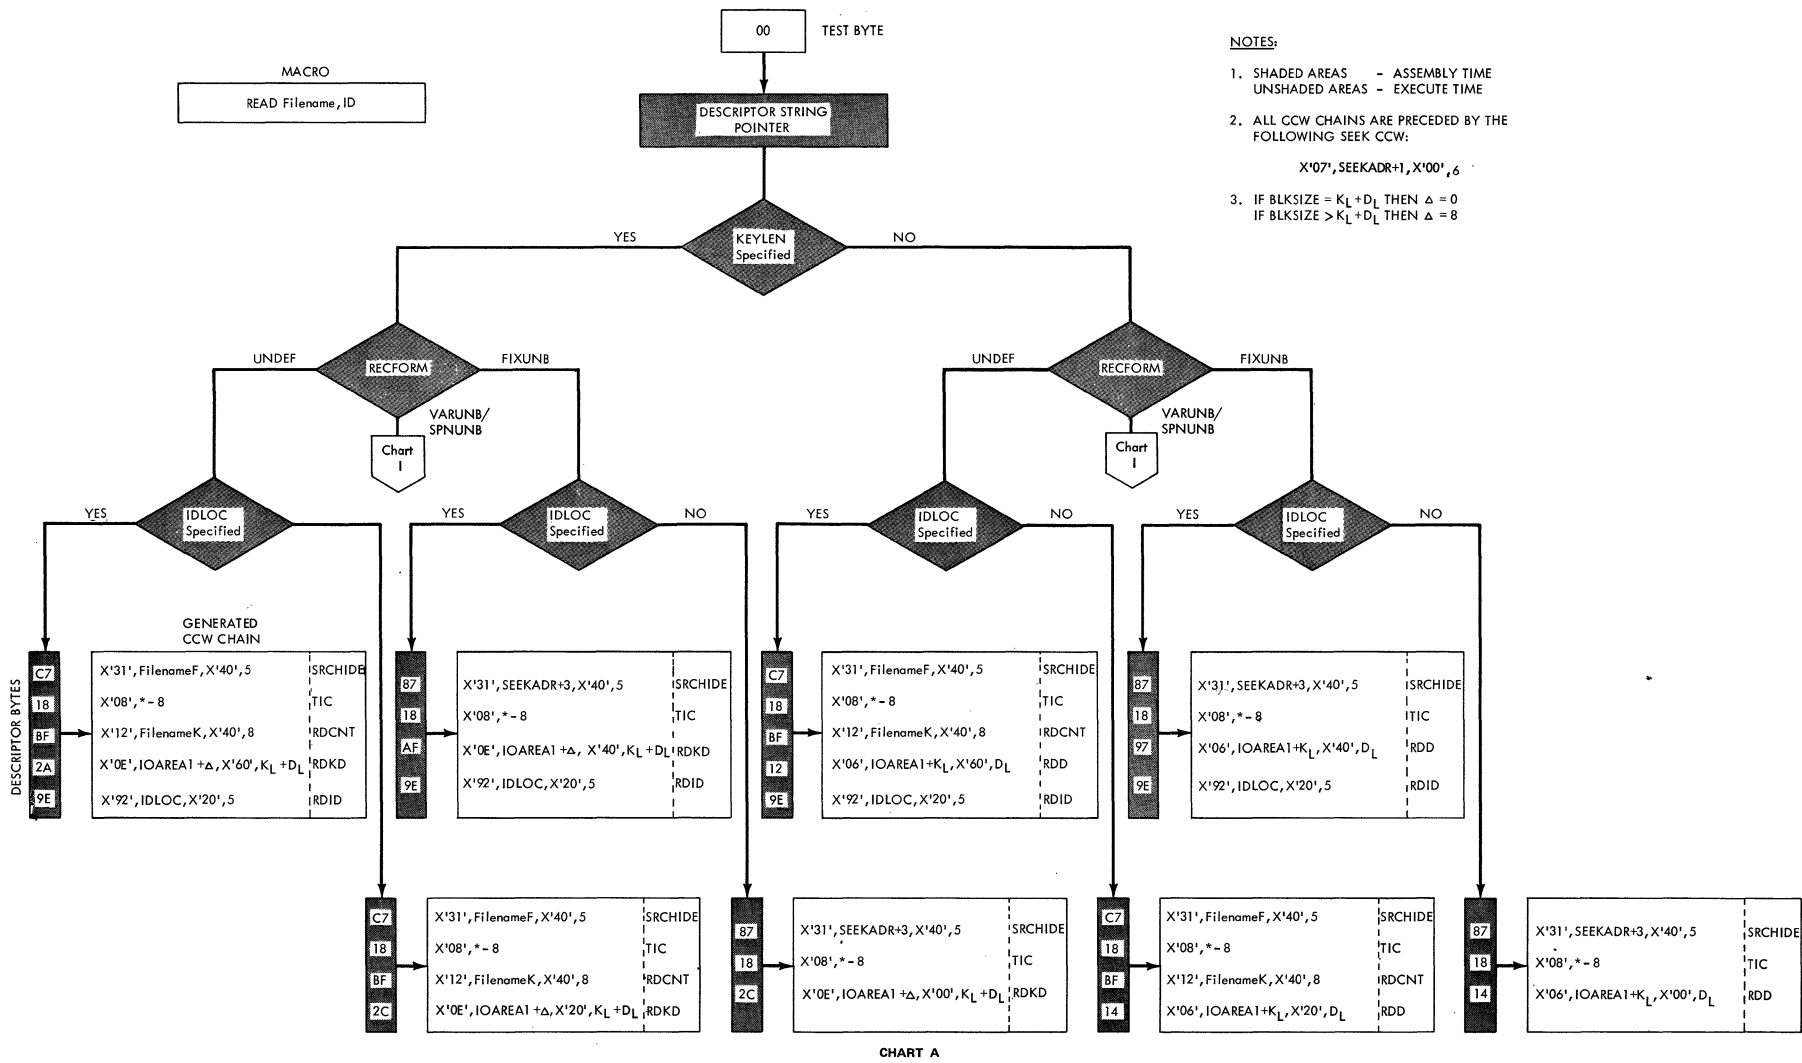 00
TEST BYTE
MACRO
READ Filename, ID
DESCRIPTOR STRING
POINTER
NOTES:
1. SHADED AREAS - ASSEMBLY TIME
UNSHADED AREAS - EXECUTE TIME
2. ALL CCW CHAINS ARE PRECEDED BY THE
FOLLOWING SEEK CCW:
X'07', SEEKADR+1, X'00', 6
3. IF BLKSIZE = KL+DL THEN Δ = 0
IF BLKSIZE > KL+DL THEN Δ = 8
YES
KEYLEN
Specified
NO
UNDEF
RECFORM
FIXUNB
VARUNB/
SPNUNB
Chart
I
UNDEF
RECFORM
FIXUNB
VARUNB/
SPNUNB
Chart
I
YES
IDLOC
Specified
YES
IDLOC
Specified
NO
YES
IDLOC
Specified
NO
YES
IDLOC
Specified
NO
GENERATED
CCW CHAIN
DESCRIPTOR BYTES
C7
18
BF
2A
9E
X'31', FilenameF, X'40', 5 SRCHIDE
X'08', *-8 TIC
X'12', FilenameK, X'40', 8 RDCNT
X'0E', IOAREA1+Δ, X'60', KL+DL RDKD
X'92', IDLOC, X'20', 5 RDID
87
18
AF
9E
X'31', SEEKADR+3, X'40', 5 SRCHIDE
X'08', *-8 TIC
X'0E', IOAREA1+Δ, X'40', KL+DL RDKD
X'92', IDLOC, X'20', 5 RDID
C7
18
BF
12
9E
X'31', FilenameF, X'40', 5 SRCHIDE
X'08', *-8 TIC
X'12', FilenameK, X'40', 8 RDCNT
X'06', IOAREA1+KL, X'60', DL RDD
X'92', IDLOC, X'20', 5 RDID
87
18
97
9E
X'31', SEEKADR+3, X'40', 5 SRCHIDE
X'08', *-8 TIC
X'06', IOAREA1+KL, X'40', DL RDD
X'92', IDLOC, X'20', 5 RDID
C7
18
BF
2C
X'31', FilenameF, X'40', 5 SRCHIDE
X'08', *-8 TIC
X'12', FilenameK, X'40', 8 RDCNT
X'0E', IOAREA1+Δ, X'20', KL+DL RDKD
87
18
2C
X'31', SEEKADR+3, X'40', 5 SRCHIDE
X'08', *-8 TIC
X'0E', IOAREA1+Δ, X'00', KL+DL RDKD
C7
18
BF
14
X'31', FilenameF, X'40', 5 SRCHIDE
X'08', *-8 TIC
X'12', FilenameK, X'40', 8 RDCNT
X'06', IOAREA1+KL, X'20', DL RDD
87
18
14
X'31', SEEKADR+3, X'40', 5 SRCHIDE
X'08', *-8 TIC
X'06', IOAREA1+KL, X'00', DL RDD
CHART A